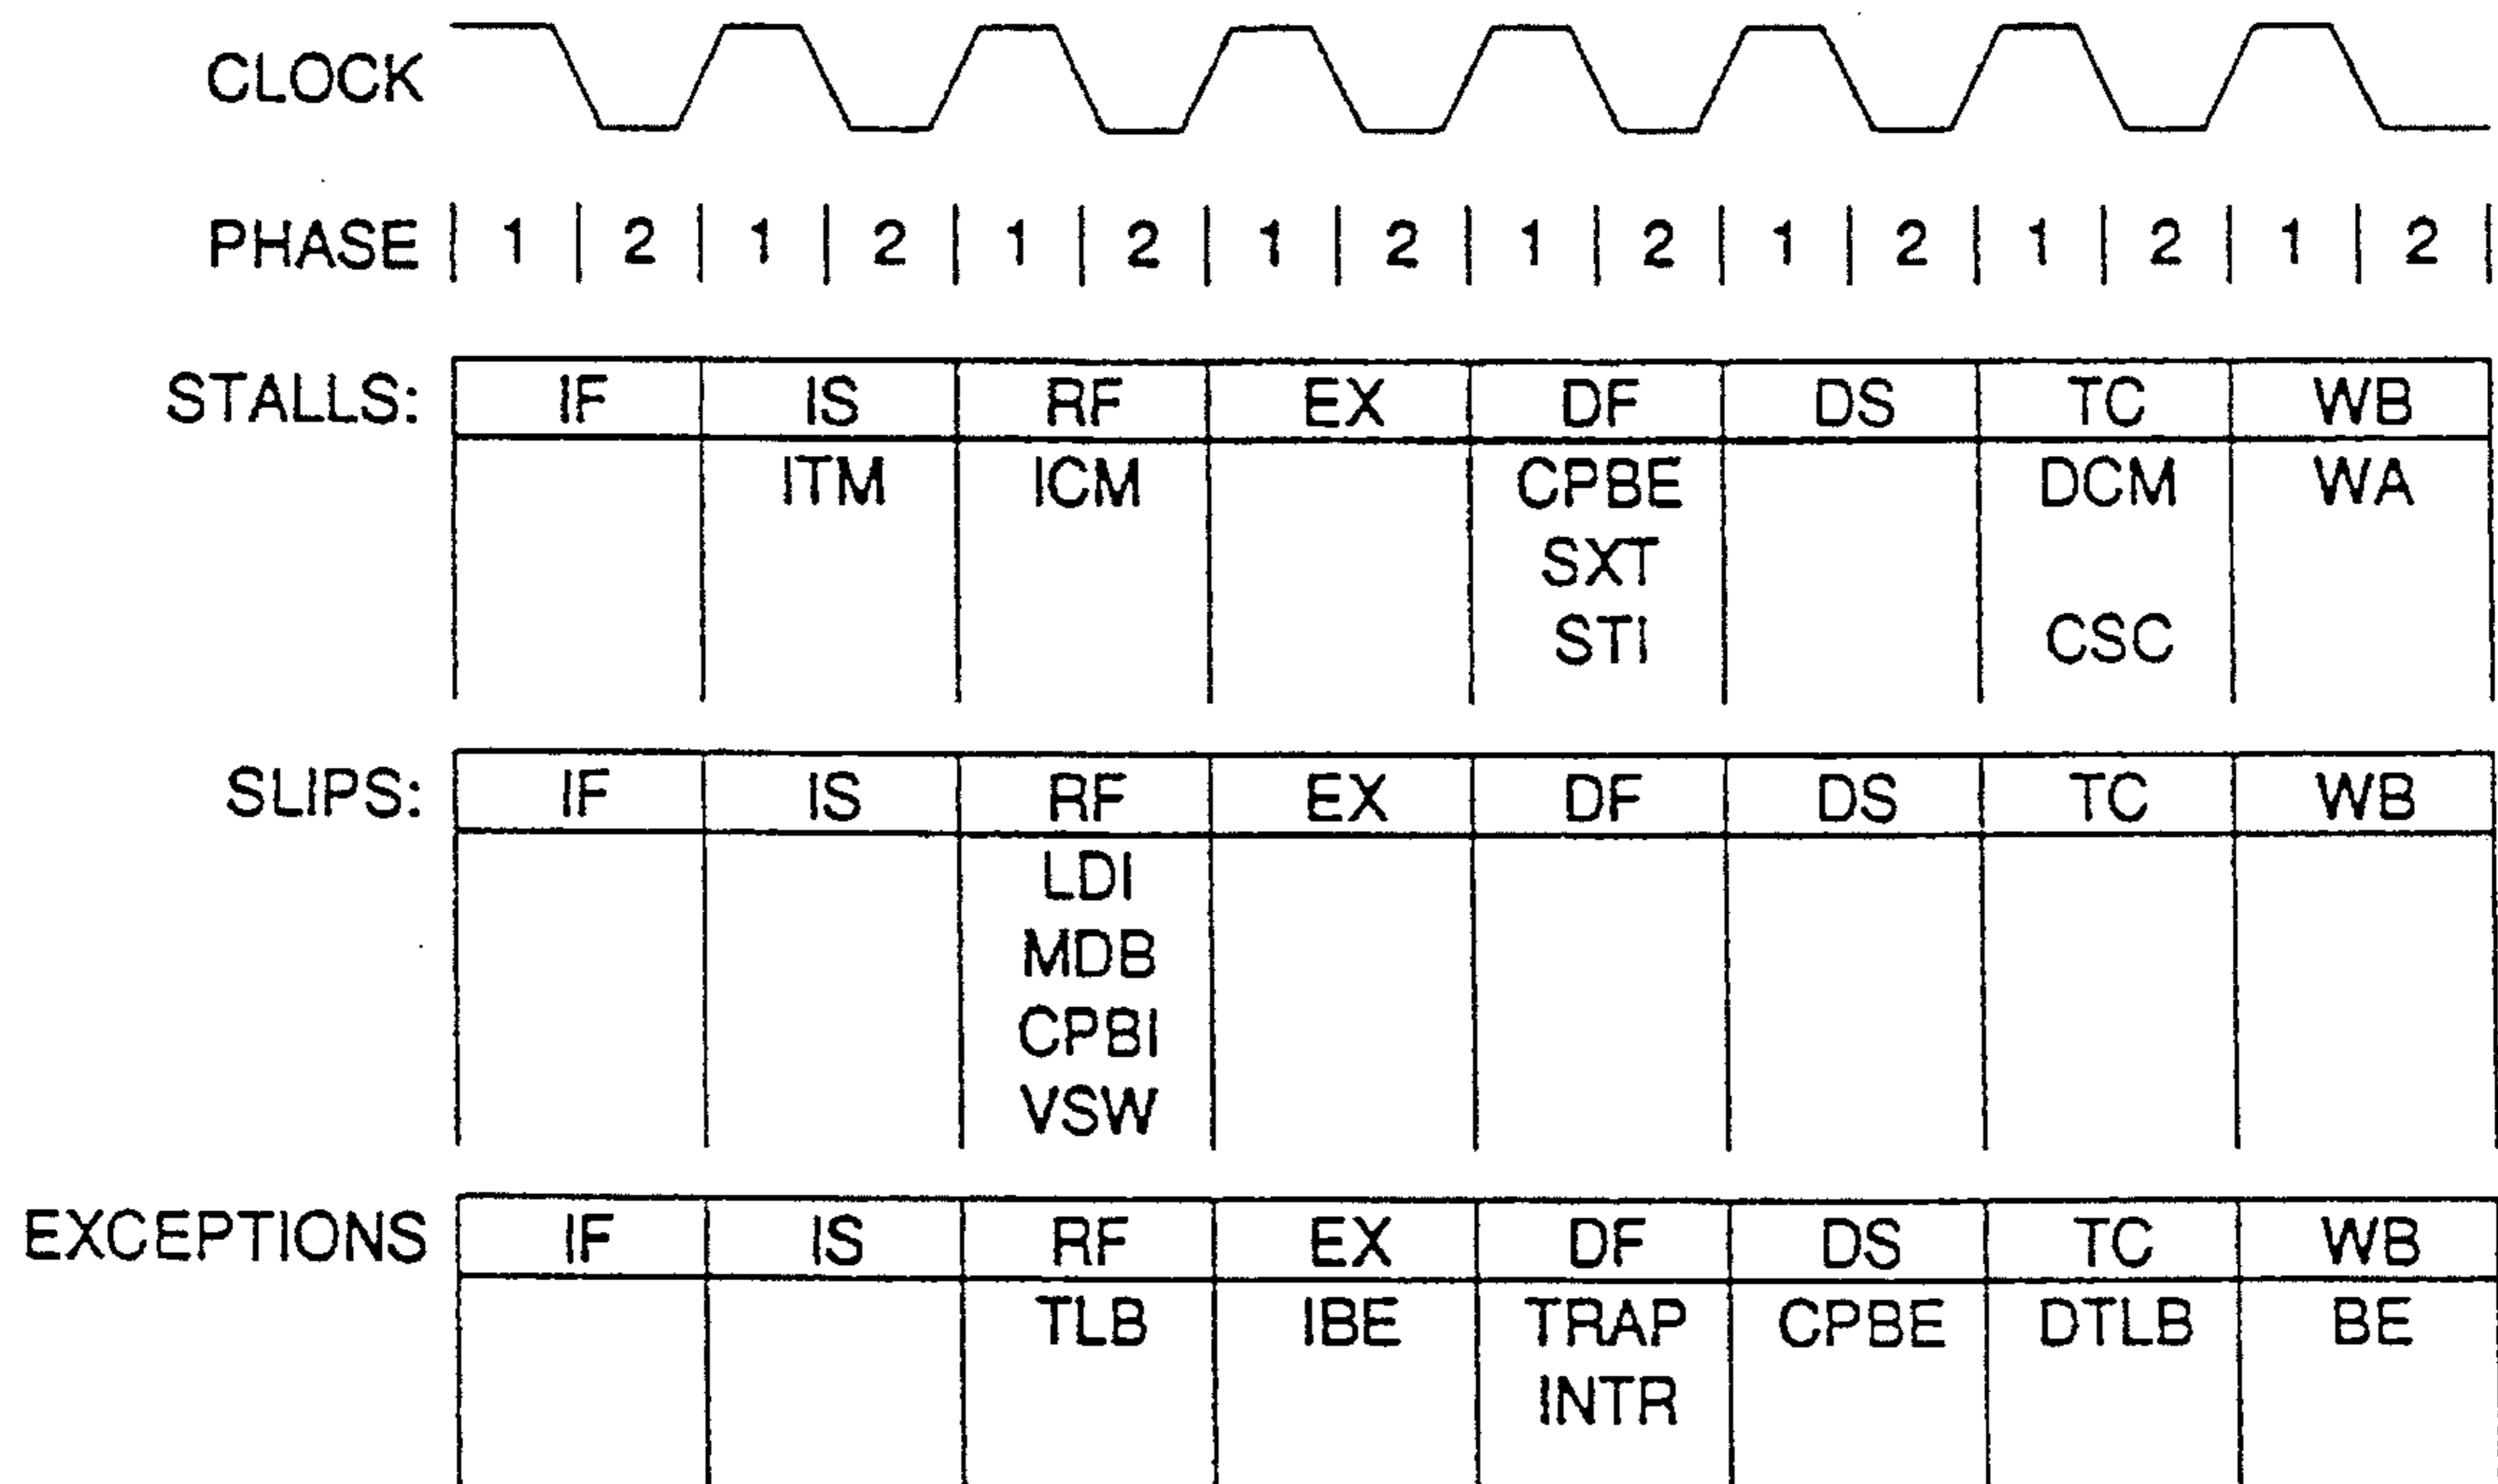 CLOCK
PHASE 1 2 1 2 1 2 1 2 1 2 1 2 1 2 1 2
STALLS: IF IS RF EX DF DS TC WB
ITM ICM CPBE DCM WA
SXT
STI CSC
SLIPS: IF IS RF EX DF DS TC WB
LDI
MDB
CPBI
VSW
EXCEPTIONS IF IS RF EX DF DS TC WB
TLB IBE TRAP CPBE DTLB BE
INTR